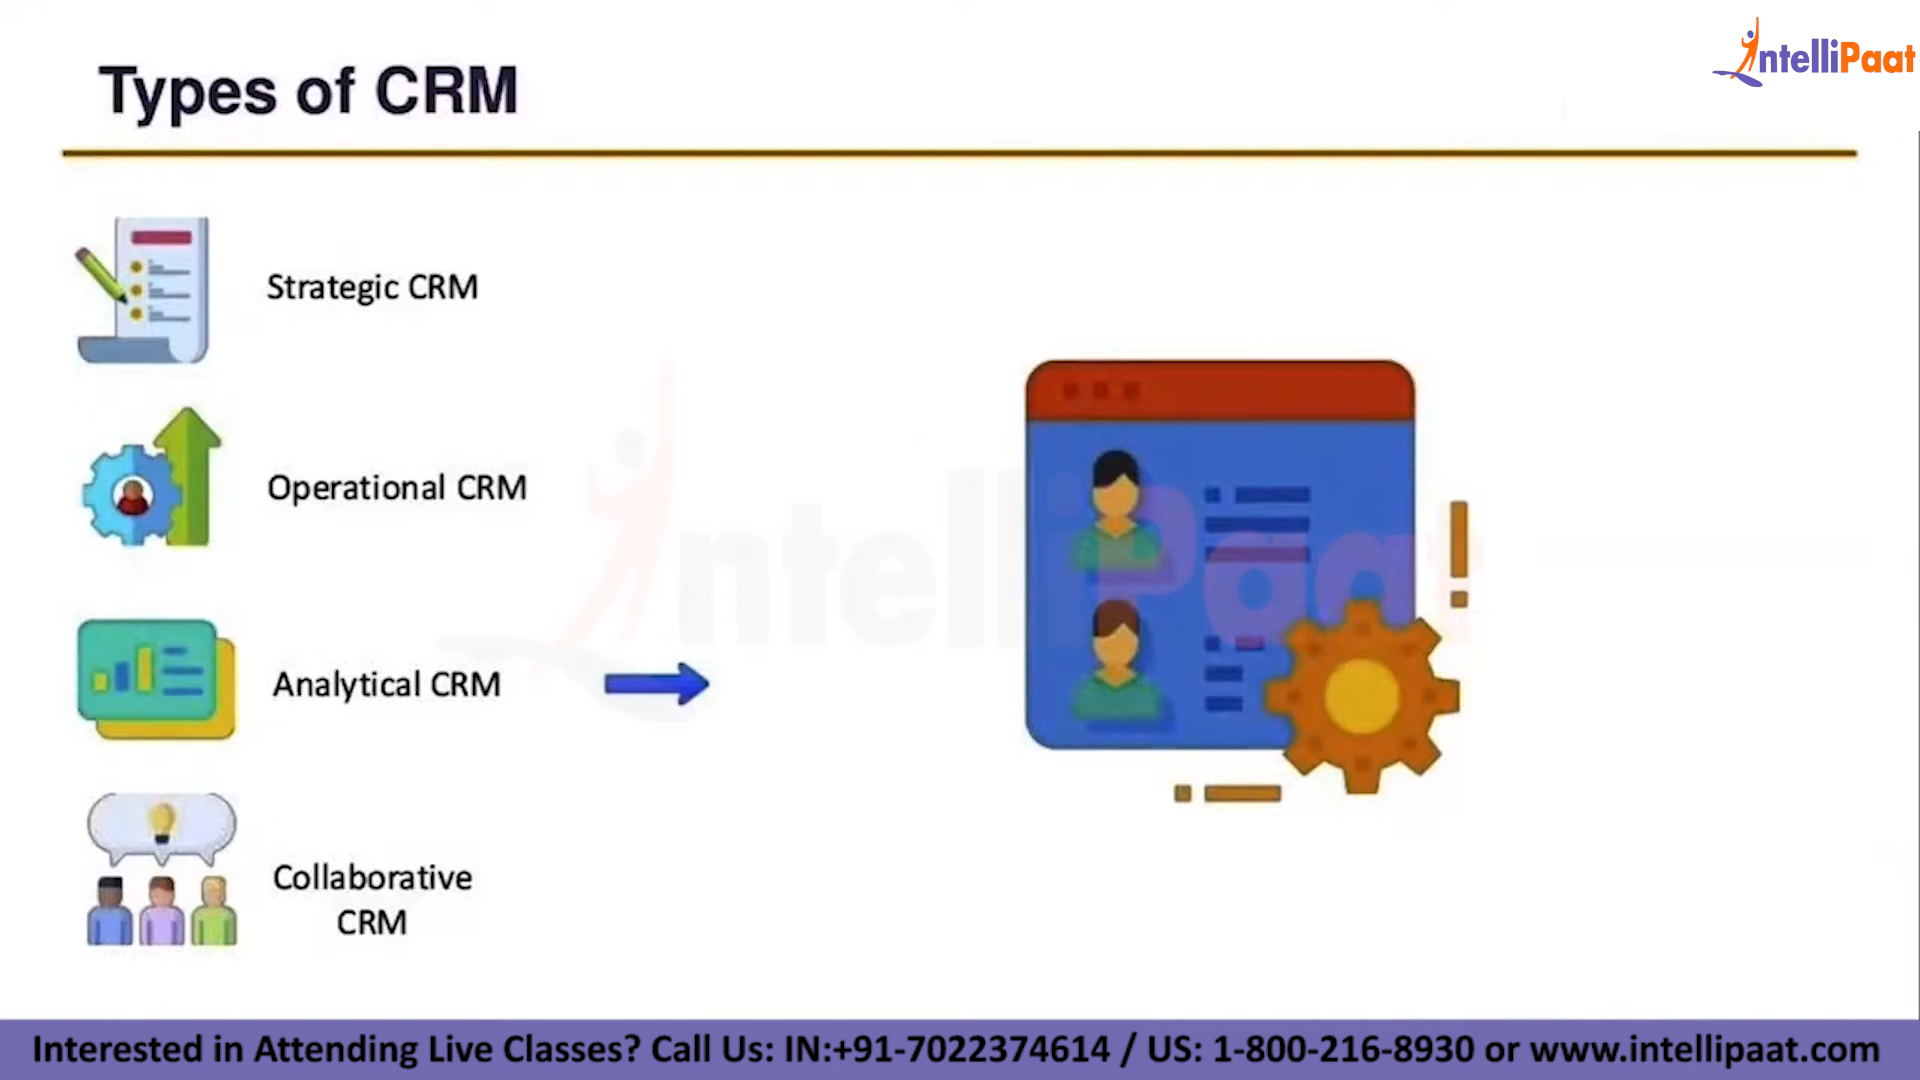 Types of CRM
IntelliPaat
Strategic CRM
Operational CRM
IntelliPaat
Analytical CRM
Collaborative
CRM
Interested in Attending Live Classes? Call Us: IN:+91-7022374614 / US: 1-800-216-8930 or www.intellipaat.com